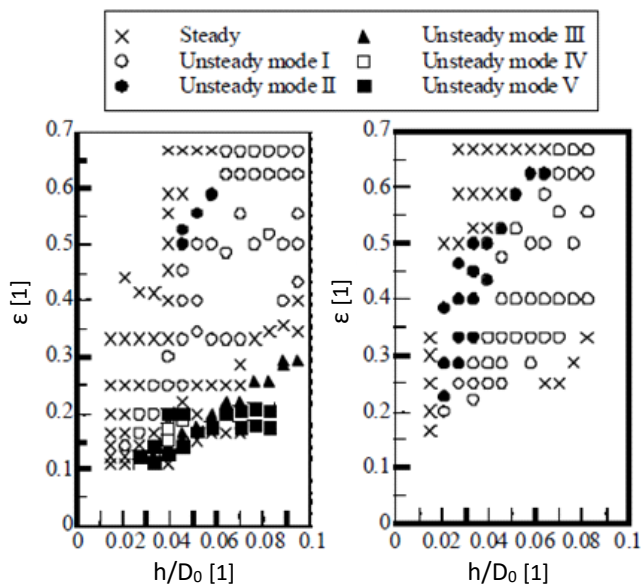 Steady
Unsteady mode I
Unsteady mode II
Unsteady mode III
Unsteady mode IV
Unsteady mode V
0.7
0.6
0.5
0.4
0.3
0.2
0.1
0
ε [1]
0 0.02 0.04 0.06 0.08 0.1
h/D₀ [1]
0.7
0.6
0.5
0.4
0.3
0.2
0.1
0
ε [1]
0 0.02 0.04 0.06 0.08 0.1
h/D₀ [1]